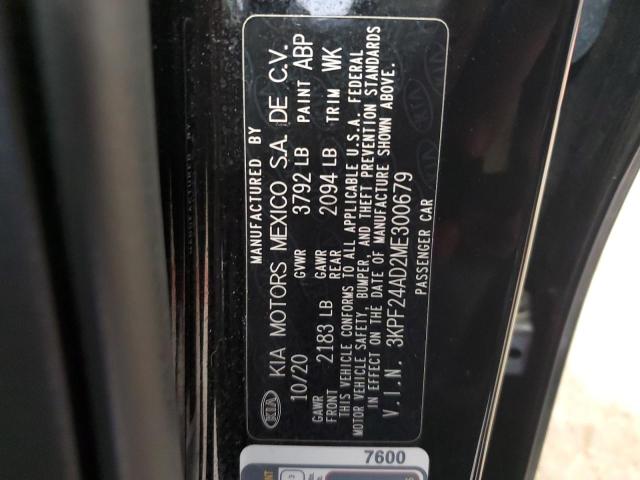 MANUFACTURED BY
KIA KIA MOTORS MEXICO S.A. DE C.V.
10/20 GVWR 3792 LB PAINT ABP
GAWR FRONT 2183 LB GAWR REAR 2094 LB TRIM WK
THIS VEHICLE CONFORMS TO ALL APPLICABLE U.S.A. FEDERAL
MOTOR VEHICLE SAFETY, BUMPER, AND THEFT PREVENTION STANDARDS
IN EFFECT ON THE DATE OF MANUFACTURE SHOWN ABOVE.
V.I.N. 3KPF24AD2ME300679
PASSENGER CAR
7600